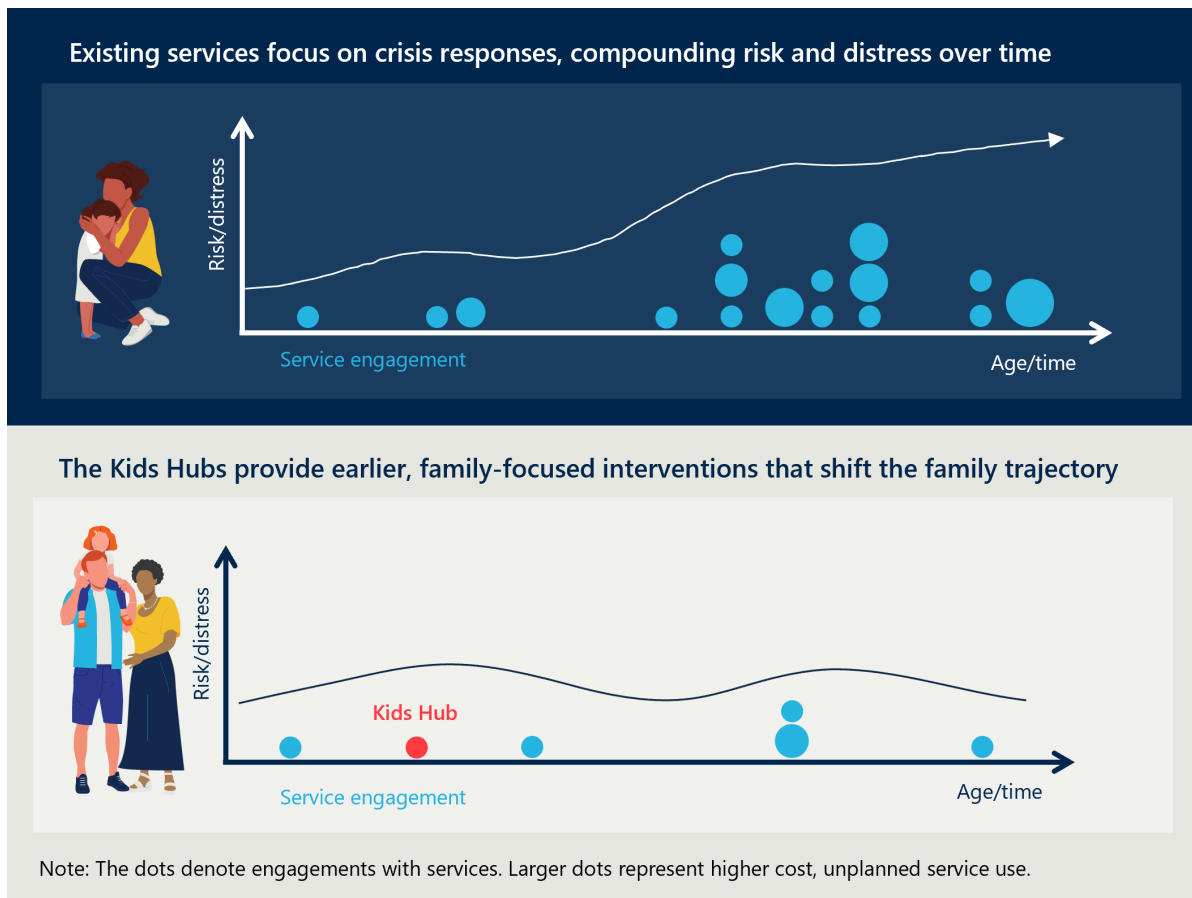 Existing services focus on crisis responses, compounding risk and distress over time
Risk/distress
Service engagement
Age/time
The Kids Hubs provide earlier, family-focused interventions that shift the family trajectory
Risk/distress
Kids Hub
Service engagement
Age/time
Note: The dots denote engagements with services. Larger dots represent higher cost, unplanned service use.